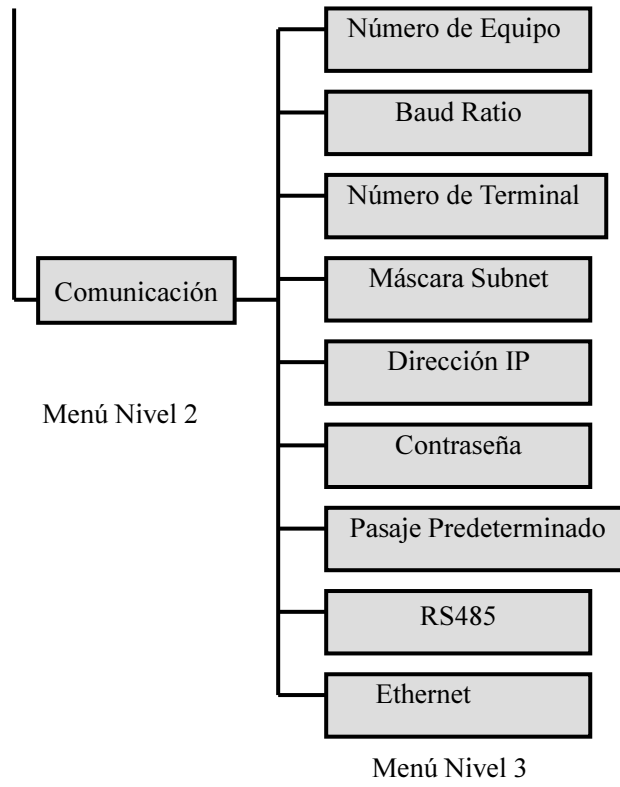 Número de Equipo
Baud Ratio
Número de Terminal
Máscara Subnet
Comunicación
Dirección IP
Menú Nivel 2
Contraseña
Pasaje Predeterminado
RS485
Ethernet
Menú Nivel 3